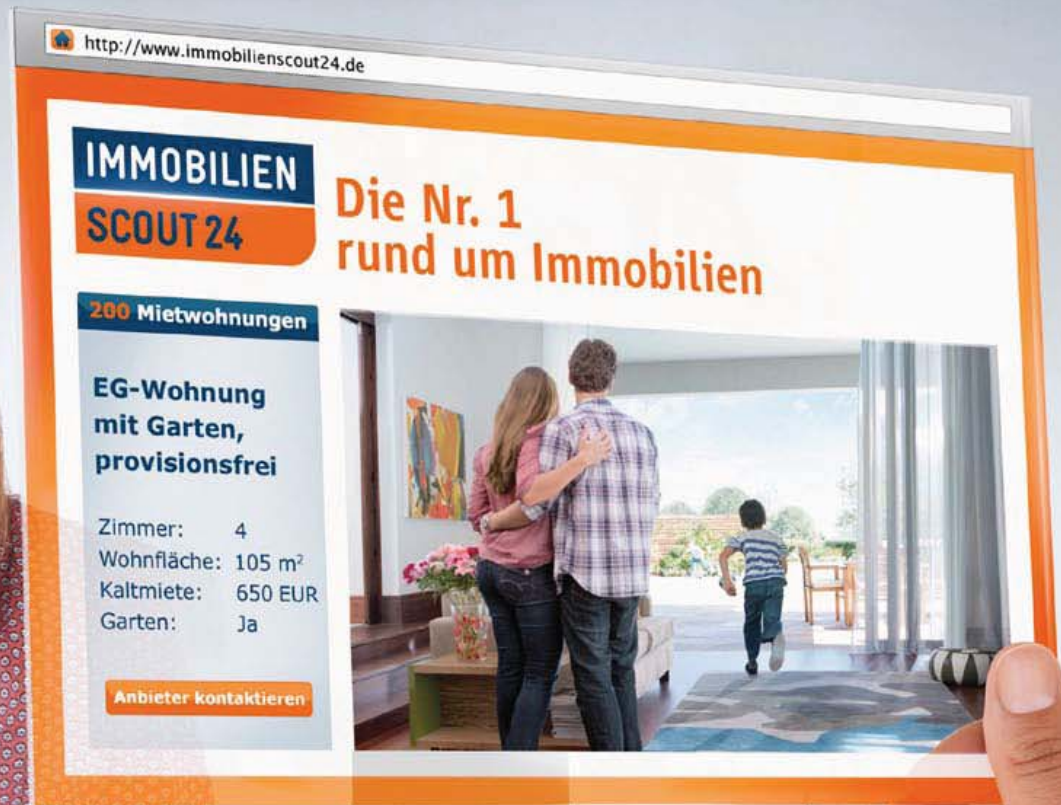 http://www.immobilienscout24.de
IMMOBILIEN
SCOUT 24
Die Nr. 1
rund um Immobilien
200 Mietwohnungen
EG-Wohnung
mit Garten,
provisionsfrei
Zimmer: 4
Wohnfläche: 105 m²
Kaltmiete: 650 EUR
Garten: Ja
Anbieter kontaktieren